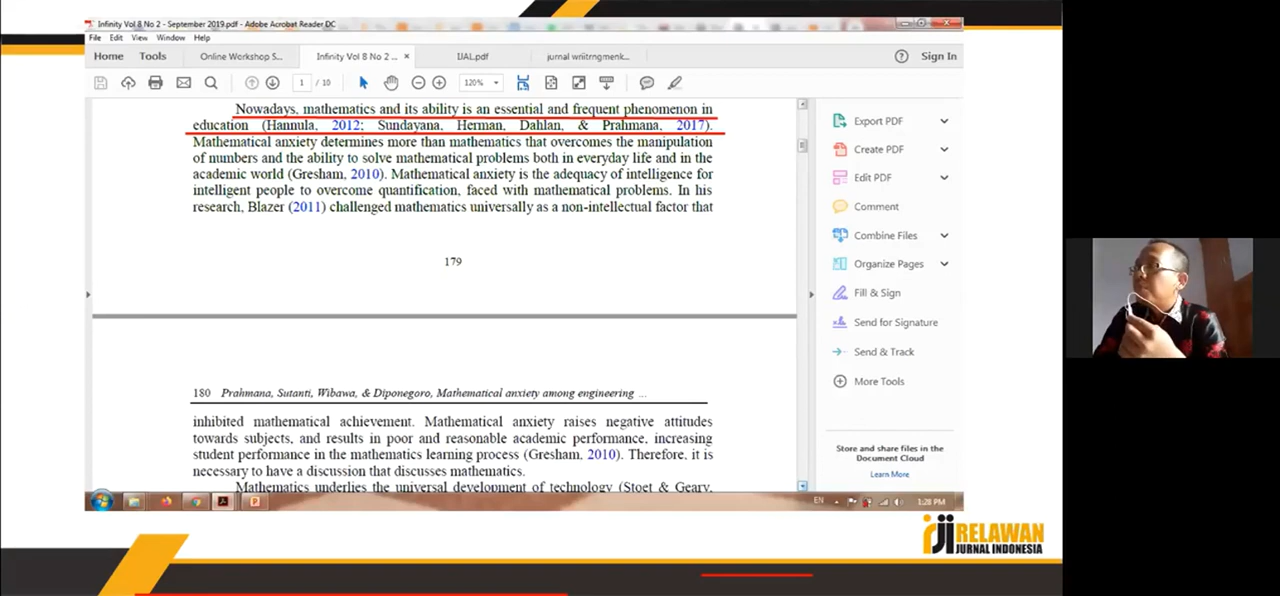 Infinity Vol 8 No 2 - September 2019.pdf - Adobe Acrobat Reader DC
File Edit View Window Help
Home Tools Online Workshop S... Infinity Vol 8 No 2 ... × IJAL.pdf jurnal wriitrngmenk... ? Sign In
1 / 10 120%
Nowadays, mathematics and its ability is an essential and frequent phenomenon in
education (Hannula, 2012; Sundayana, Herman, Dahlan, & Prahmana, 2017).
Mathematical anxiety determines more than mathematics that overcomes the manipulation
of numbers and the ability to solve mathematical problems both in everyday life and in the
academic world (Gresham, 2010). Mathematical anxiety is the adequacy of intelligence for
intelligent people to overcome quantification, faced with mathematical problems. In his
research, Blazer (2011) challenged mathematics universally as a non-intellectual factor that
179
180 Prahmana, Sutanti, Wibawa, & Diponegoro, Mathematical anxiety among engineering ...
inhibited mathematical achievement. Mathematical anxiety raises negative attitudes
towards subjects, and results in poor and reasonable academic performance, increasing
student performance in the mathematics learning process (Gresham, 2010). Therefore, it is
necessary to have a discussion that discusses mathematics.
Mathematics underlies the universal development of technology (Stoet & Geary,
Export PDF
Create PDF
Edit PDF
Comment
Combine Files
Organize Pages
Fill & Sign
Send for Signature
Send & Track
More Tools
Store and share files in the
Document Cloud
Learn More
EN 1:28 PM
RELAWAN
JURNAL INDONESIA